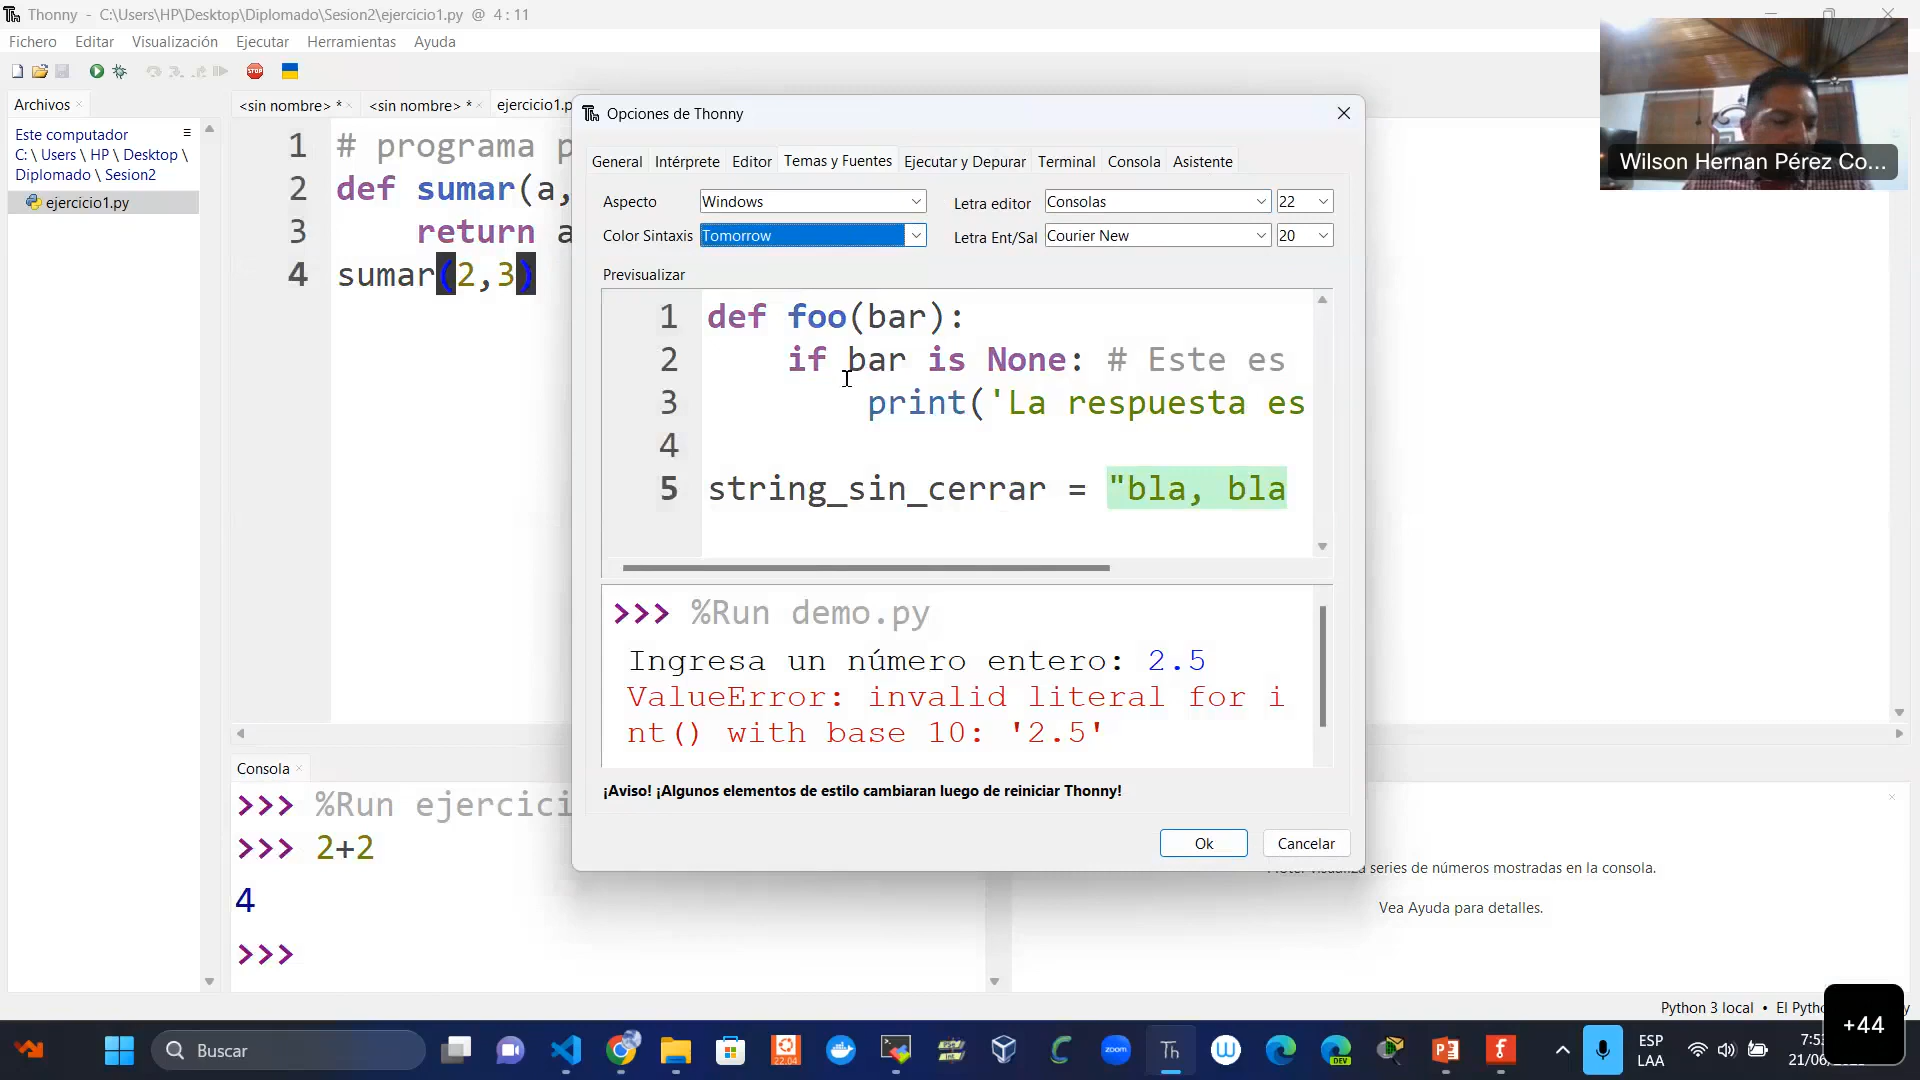 Thonny - C:\Users\HP\Desktop\Diplomado\Sesion2\ejercicio1.py @ 4 : 11
Fichero Editar Visualización Ejecutar Herramientas Ayuda
Archivos
Este computador
C: \ Users \ HP \ Desktop \
Diplomado \ Sesion2
ejercicio1.py
<sin nombre> * <sin nombre> * ejercicio1.p
1 # programa p
2 def sumar(a,
3 return a
4 sumar(2,3)
Opciones de Thonny
General Intérprete Editor Temas y Fuentes Ejecutar y Depurar Terminal Consola Asistente
Aspecto Windows Letra editor Consolas 22
Color Sintaxis Tomorrow Letra Ent/Sal Courier New 20
Previsualizar
1 def foo(bar):
2 if bar is None: # Este es
3 print('La respuesta es
4
5 string_sin_cerrar = "bla, bla
>>> %Run demo.py
Ingresa un número entero: 2.5
ValueError: invalid literal for i
nt() with base 10: '2.5'
¡Aviso! ¡Algunos elementos de estilo cambiaran luego de reiniciar Thonny!
Ok Cancelar
Wilson Hernan Pérez Co...
Consola
>>> %Run ejercici
>>> 2+2
4
>>>
series de números mostradas en la consola.
Vea Ayuda para detalles.
Python 3 local • El Pytho
+44
Buscar
ESP
LAA
7:5
21/06